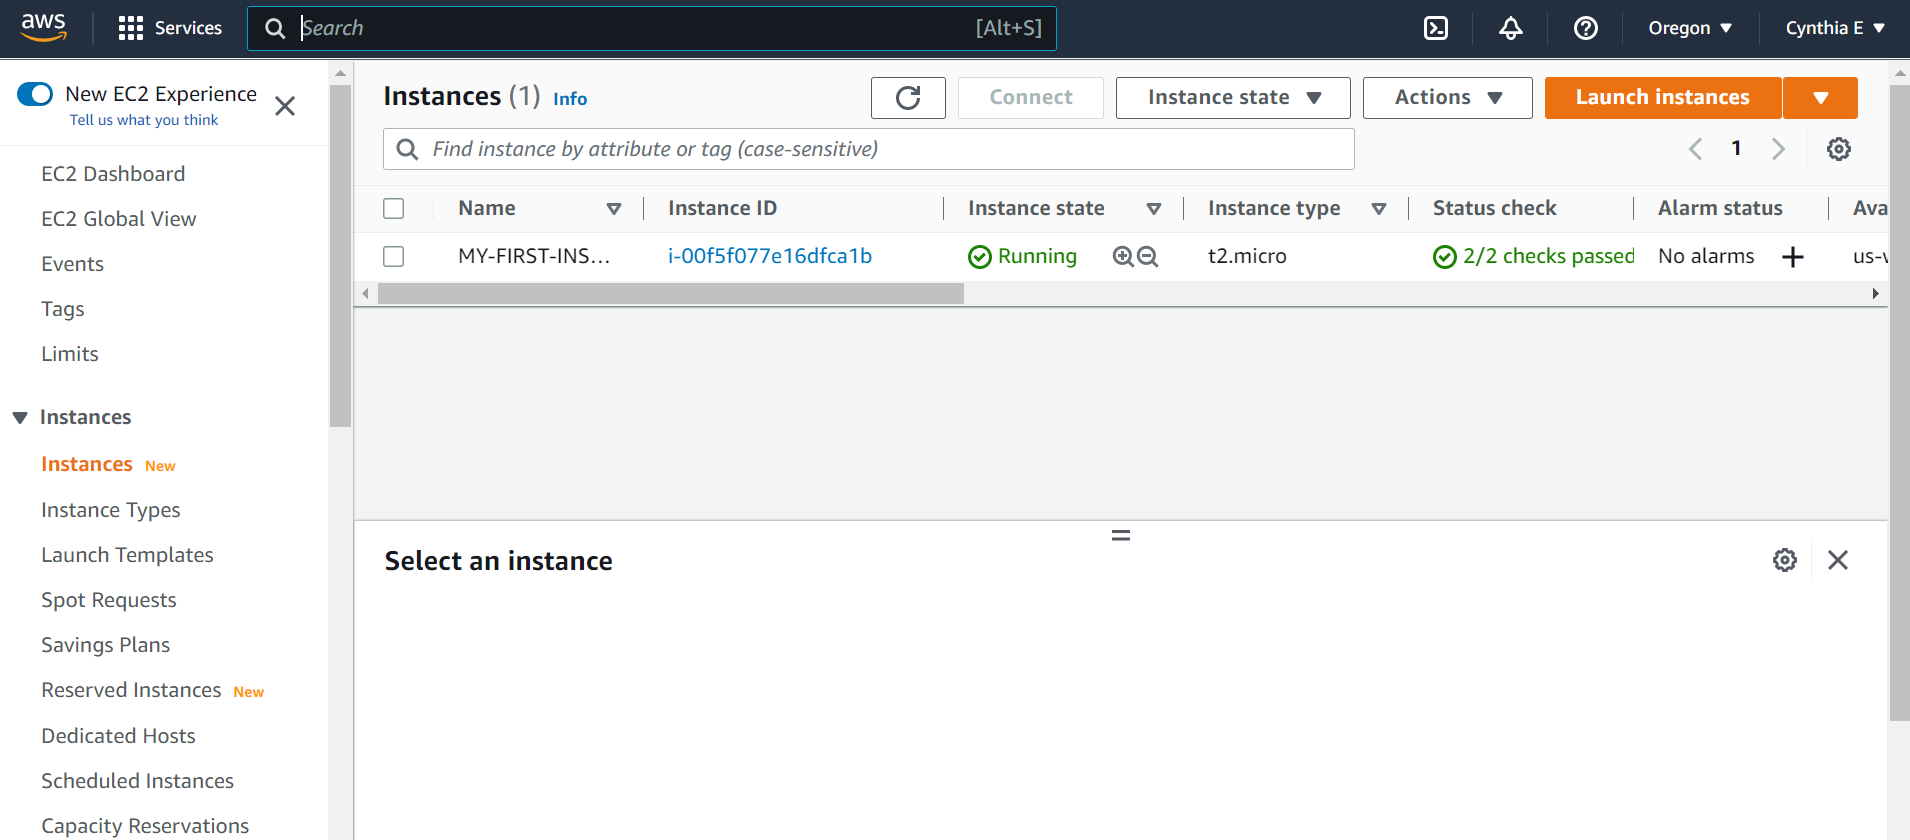 aws Services Search [Alt+S] Oregon Cynthia E
New EC2 Experience
Tell us what you think
EC2 Dashboard
EC2 Global View
Events
Tags
Limits
Instances
Instances New
Instance Types
Launch Templates
Spot Requests
Savings Plans
Reserved Instances New
Dedicated Hosts
Scheduled Instances
Capacity Reservations
Instances (1) Info Connect Instance state Actions Launch instances
Find instance by attribute or tag (case-sensitive) 1
Name Instance ID Instance state Instance type Status check Alarm status Ava
MY-FIRST-INS... i-00f5f077e16dfca1b Running t2.micro 2/2 checks passed No alarms us-w
Select an instance